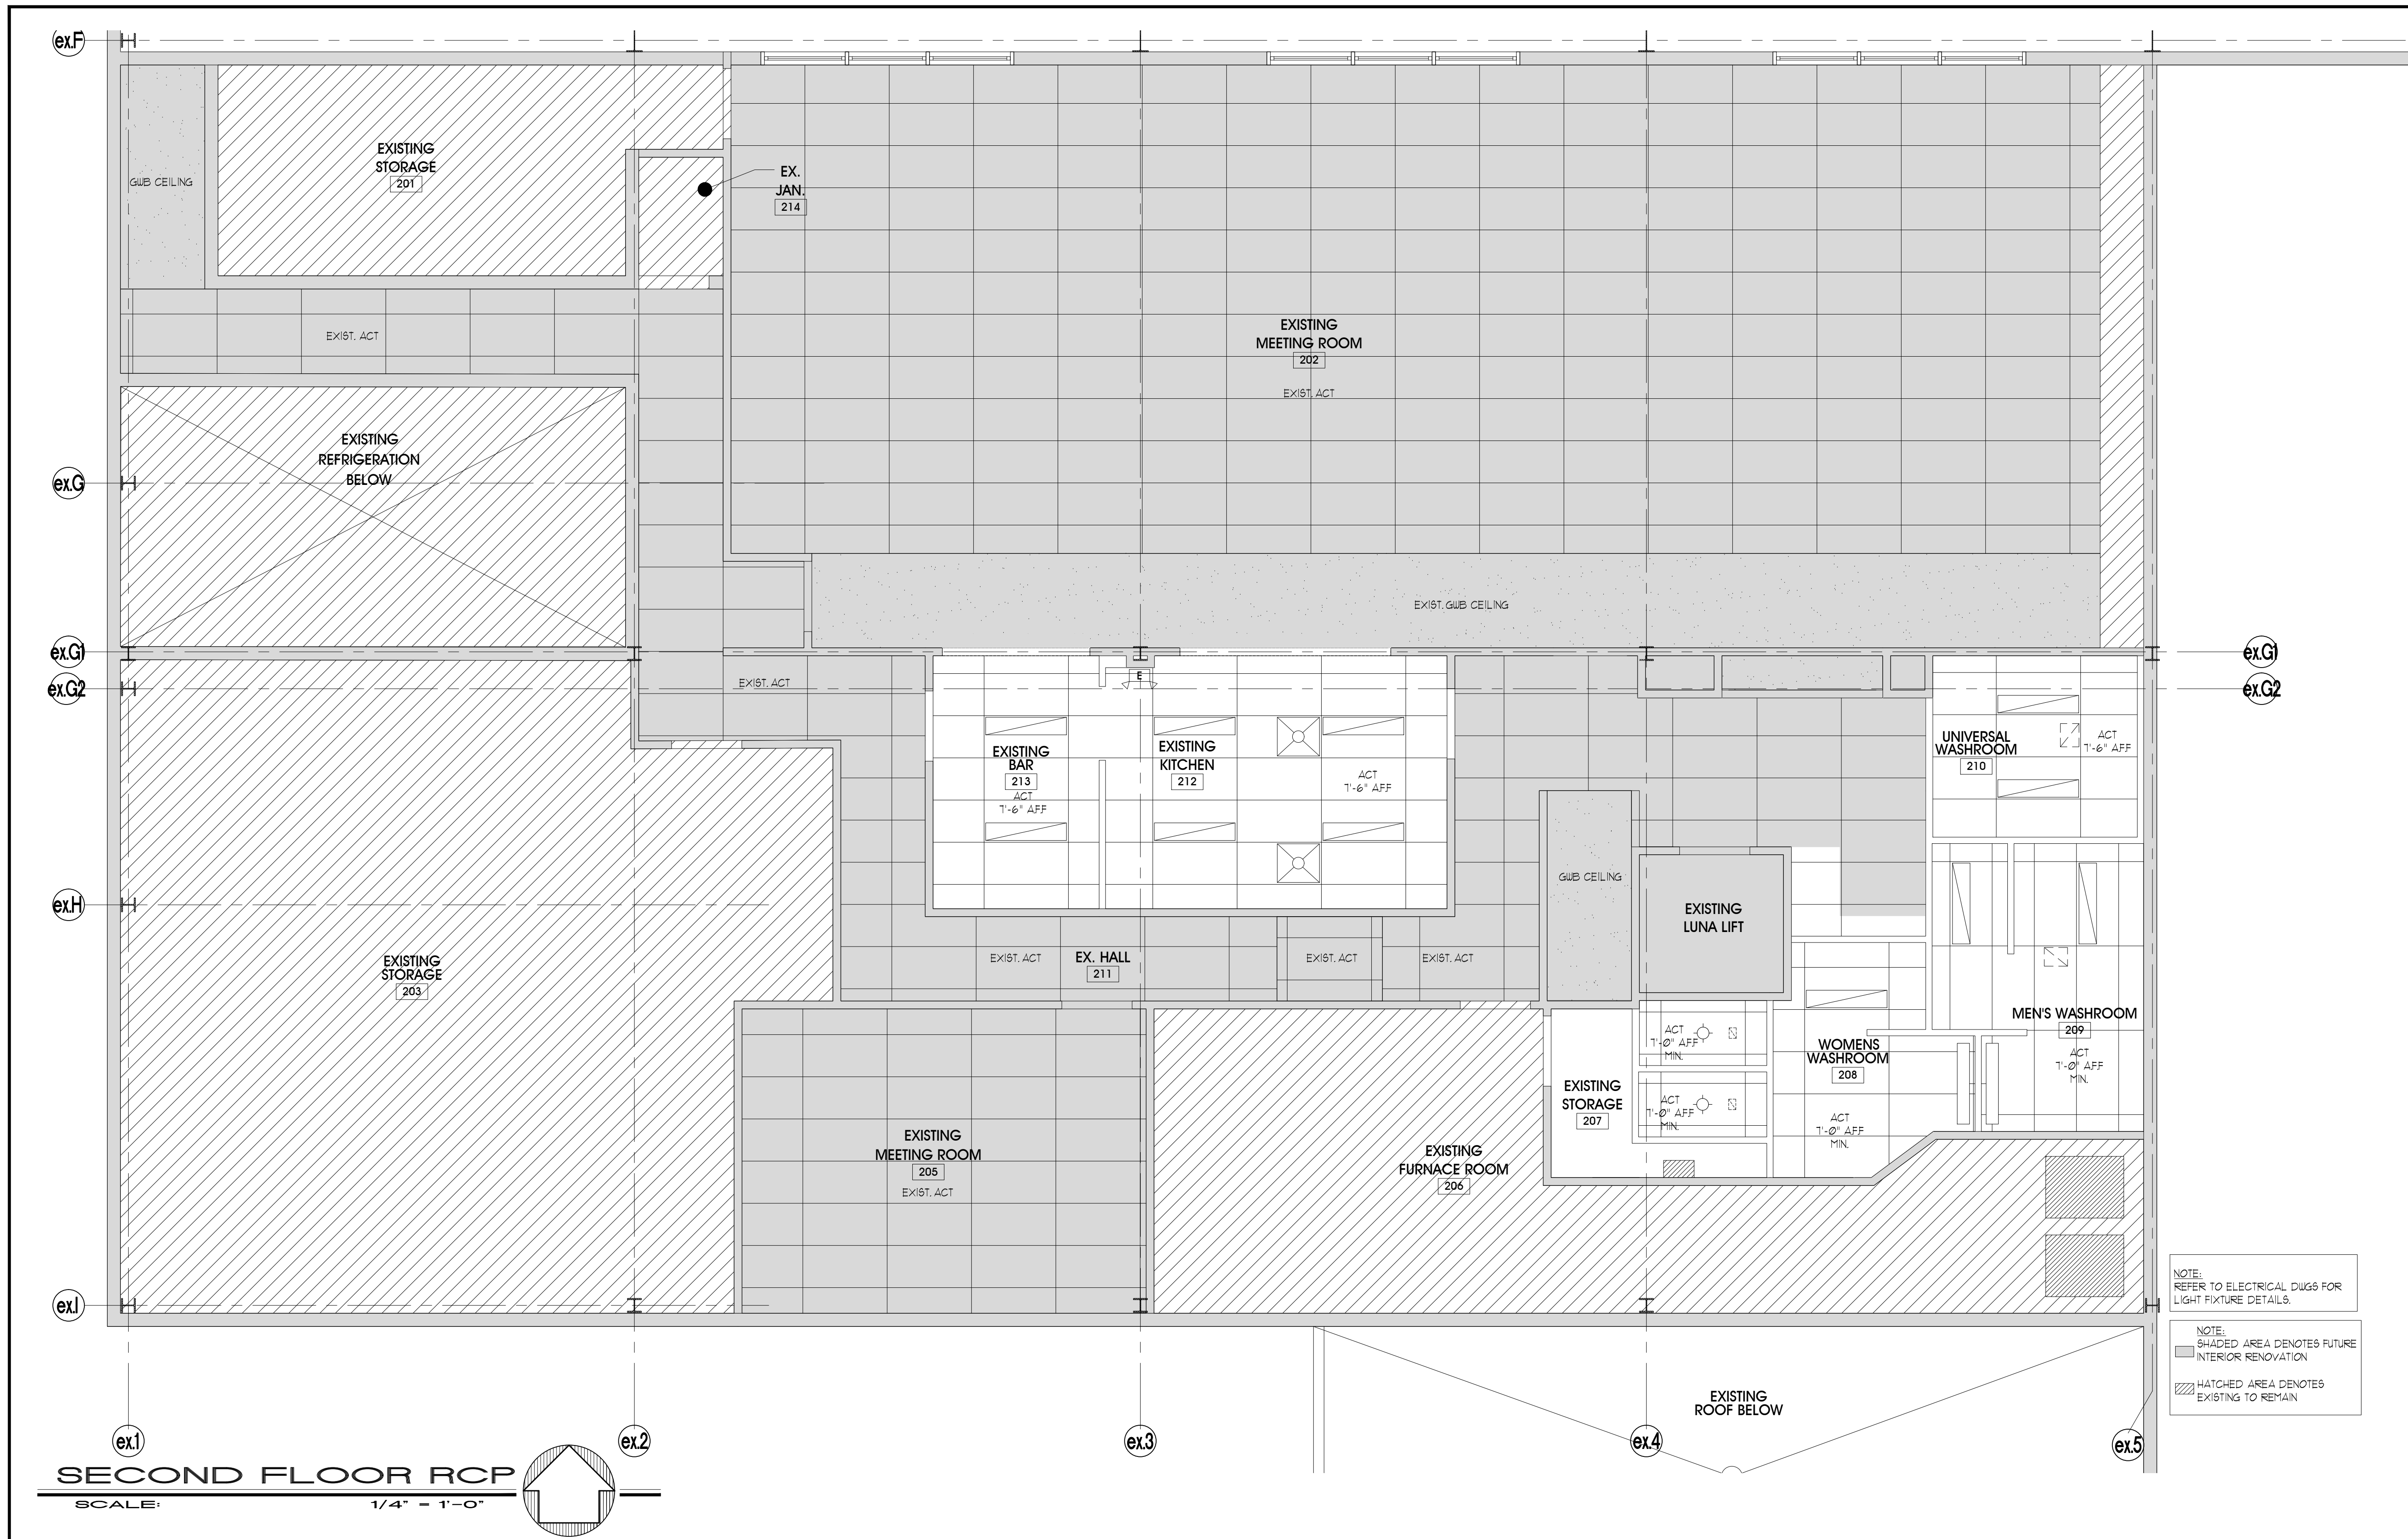 ex.F
EXISTING
STORAGE
201
GWB CEILING
EX.
JAN.
214
EXIST. ACT
EXISTING
MEETING ROOM
202
EXIST. ACT
EXISTING
REFRIGERATION
BELOW
ex.G
EXIST. GWB CEILING
ex.G1
ex.G1
ex.G2
ex.G2
EXIST. ACT
E
EXISTING
BAR
213
ACT
7'-6" A.F.F
EXISTING
KITCHEN
212
ACT
7'-6" A.F.F
UNIVERSAL
WASHROOM
210
ACT
7'-6" A.F.F
GWB CEILING
EXISTING
LUNA LIFT
ex.H
EXISTING
STORAGE
203
EXIST. ACT
EX. HALL
211
EXIST. ACT
EXIST. ACT
MEN'S WASHROOM
209
ACT
7'-0" A.F.F
MIN.
ACT
7'-0" A.F.F
MIN.
WOMENS
WASHROOM
208
ACT
7'-0" A.F.F
MIN.
EXISTING
STORAGE
207
ACT
7'-0" A.F.F
MIN.
EXISTING
MEETING ROOM
205
EXIST. ACT
EXISTING
FURNACE ROOM
206
ex.I
NOTE:
REFER TO ELECTRICAL DWGS FOR
LIGHT FIXTURE DETAILS.
NOTE:
SHADED AREA DENOTES FUTURE
INTERIOR RENOVATION
HATCHED AREA DENOTES
EXISTING TO REMAIN
EXISTING
ROOF BELOW
ex.1
ex.2
ex.3
ex.4
ex.5
SECOND FLOOR RCP
SCALE: 1/4" = 1'-0"